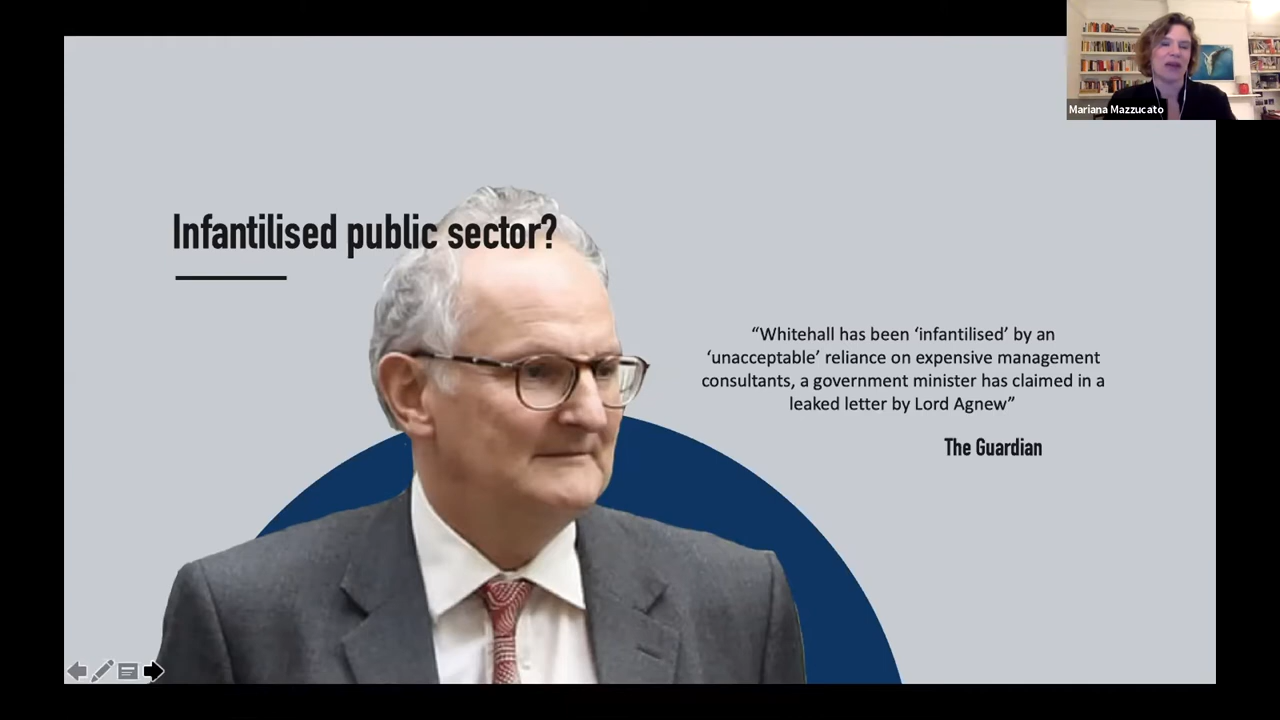 Mariana Mazzucato
Infantilised public sector?
“Whitehall has been ‘infantilised’ by an
‘unacceptable’ reliance on expensive management
consultants, a government minister has claimed in a
leaked letter by Lord Agnew”
The Guardian